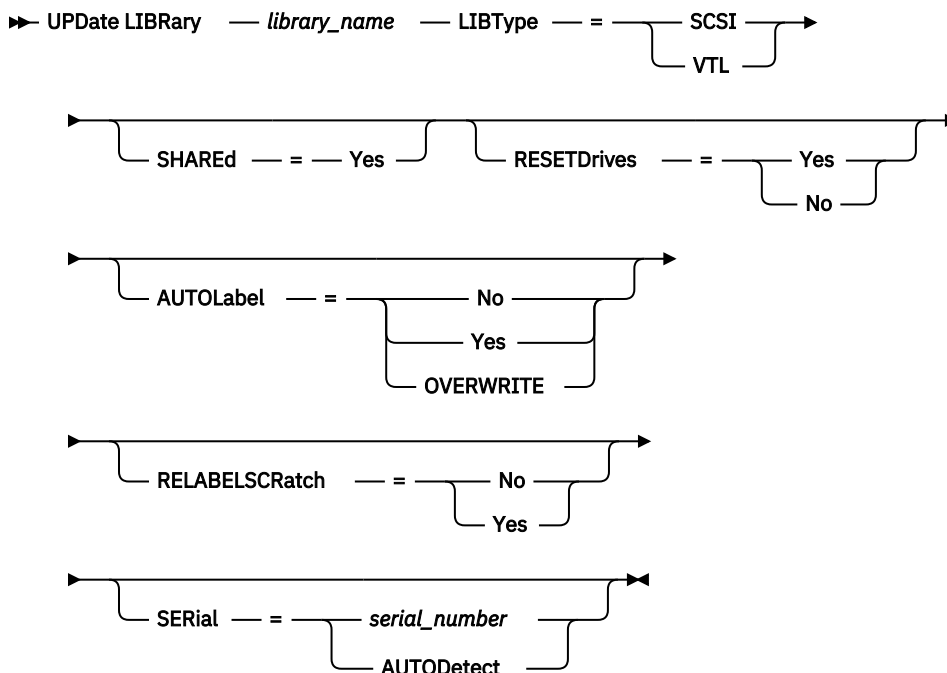 UPDate LIBRary library_name LIBType = SCSI
VTL
SHAREd = Yes RESETDrives = Yes
No
AUTOLabel = No
Yes
OVERWRITE
RELABELSCRatch = No
Yes
SERial = serial_number
AUTODetect